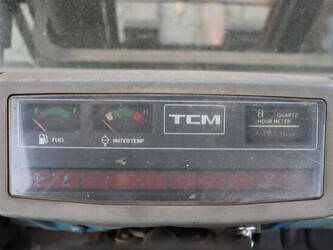 E F
C H
TCM
QUARTZ
HOUR METER
FUEL
WATER TEMP